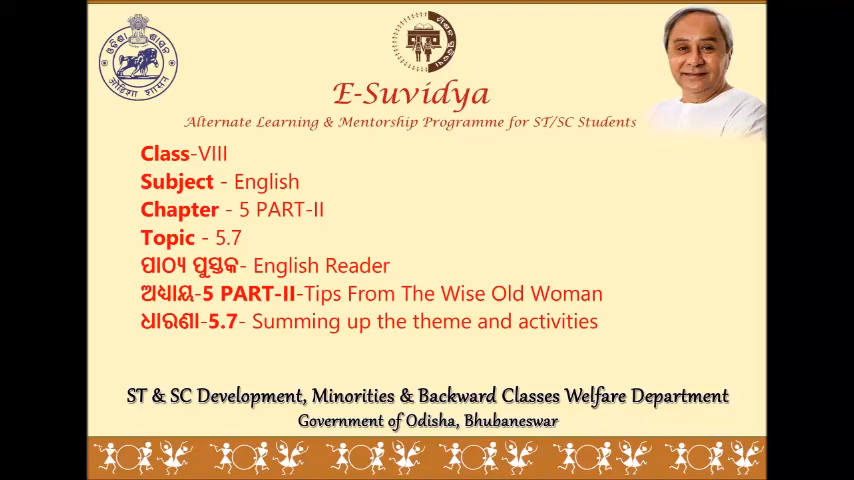 E-Suvidya
Alternate Learning & Mentorship Programme for ST/SC Students
Class-VIII
Subject - English
Chapter - 5 PART-II
Topic - 5.7
ପାଠ୍ୟ ପୁସ୍ତକ- English Reader
ଅଧ୍ୟାୟ-5 PART-II-Tips From The Wise Old Woman
ଧାରଣା-5.7- Summing up the theme and activities
ST & SC Development, Minorities & Backward Classes Welfare Department
Government of Odisha, Bhubaneswar